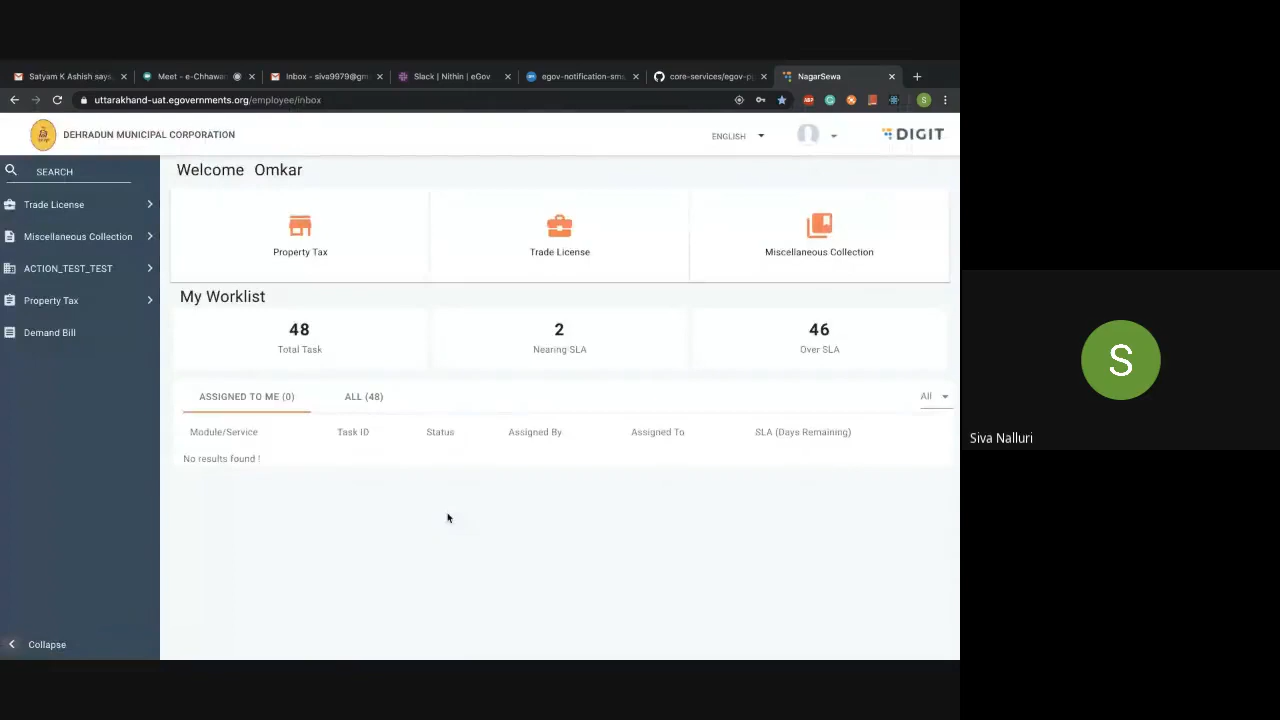 Satyam K Ashish says
Meet - e-Chhawa
Inbox - siva9979@gm
Slack | Nithin | eGov
egov-notification-sms
core-services/egov-p
NagarSewa
uttarakhand-uat.egovernments.org/employee/inbox
DEHRADUN MUNICIPAL CORPORATION
ENGLISH
DIGIT
SEARCH
Trade License
Miscellaneous Collection
ACTION_TEST_TEST
Property Tax
Demand Bill
Collapse
Welcome Omkar
Property Tax
Trade License
Miscellaneous Collection
My Worklist
48
Total Task
2
Nearing SLA
46
Over SLA
ASSIGNED TO ME (0)
ALL (48)
All
Module/Service Task ID Status Assigned By Assigned To SLA (Days Remaining)
No results found !
S
Siva Nalluri